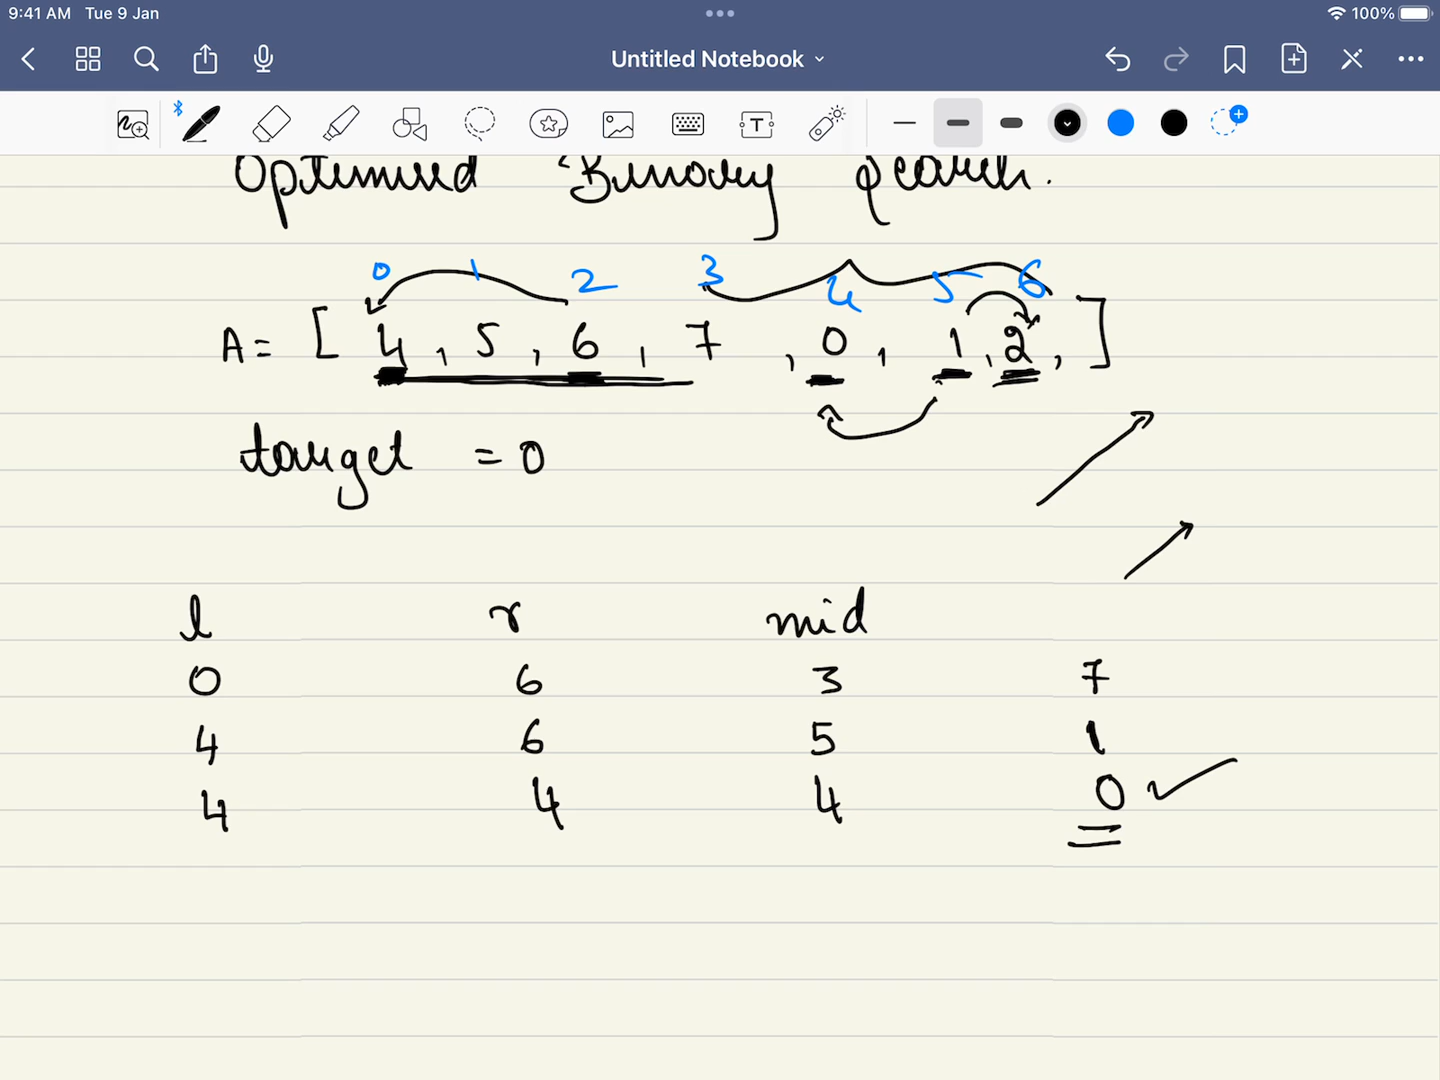 9:41 AM Tue 9 Jan 100%
Untitled Notebook
T
Optimised Binary Search.
0 1 2 3 4 5 6
A= [ 4, 5, 6, 7, 0, 1, 2, ]
target = 0
l r mid
0 6 3 7
4 6 5 1
4 4 4 0 ✓